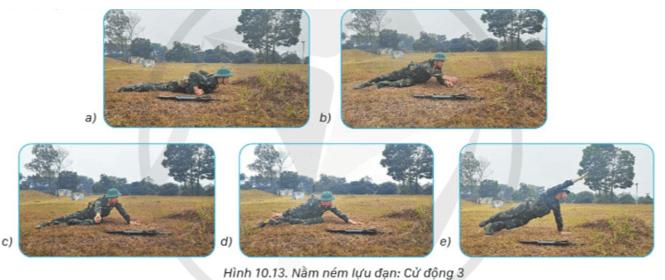 a)
b)
c)
d)
e)
Hình 10.13. Nằm ném lựu đạn: Cử động 3